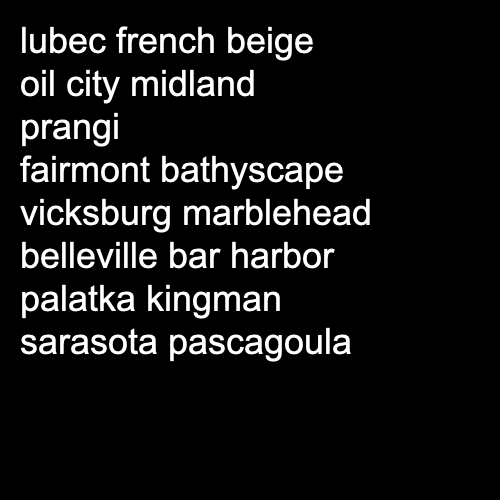 lubec french beige
oil city midland
prangi
fairmont bathyscape
vicksburg marblehead
belleville bar harbor
palatka kingman
sarasota pascagoula